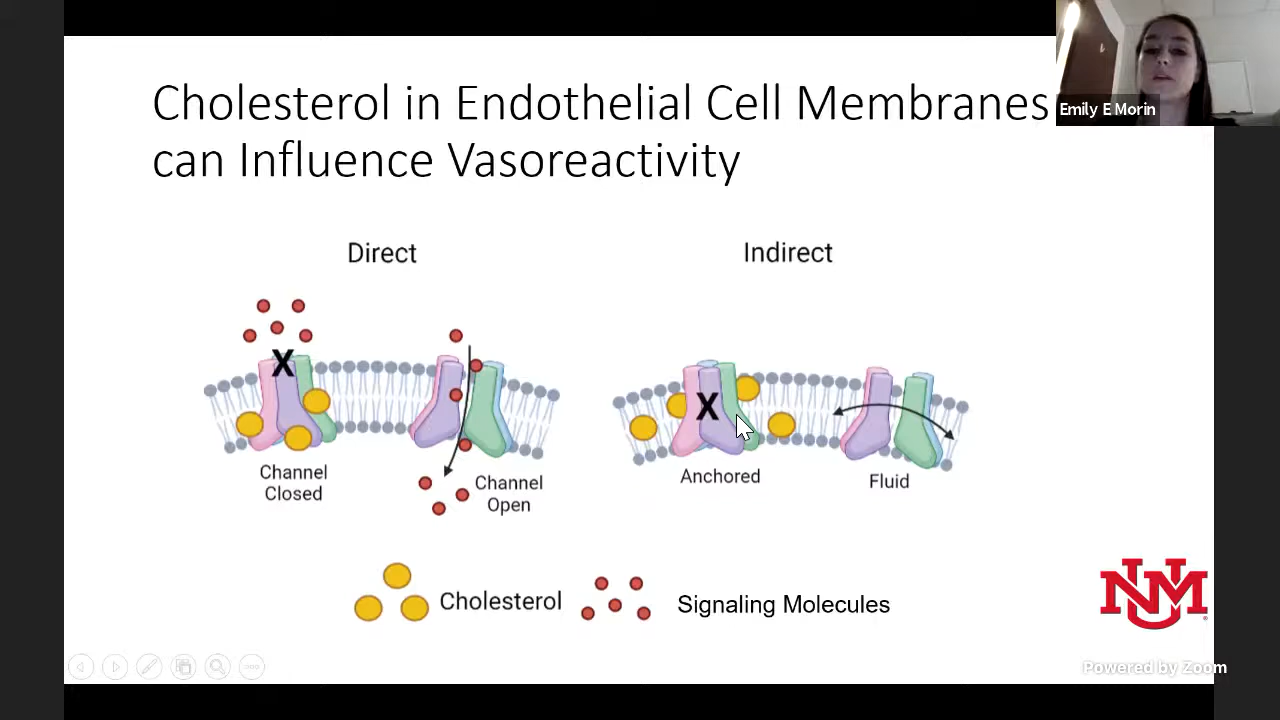 Cholesterol in Endothelial Cell Membranes
can Influence Vasoreactivity
Emily E Morin
Direct
Indirect
X
X
Channel
Closed
Channel
Open
Anchored
Fluid
Cholesterol
Signaling Molecules
UNM
Powered by Zoom